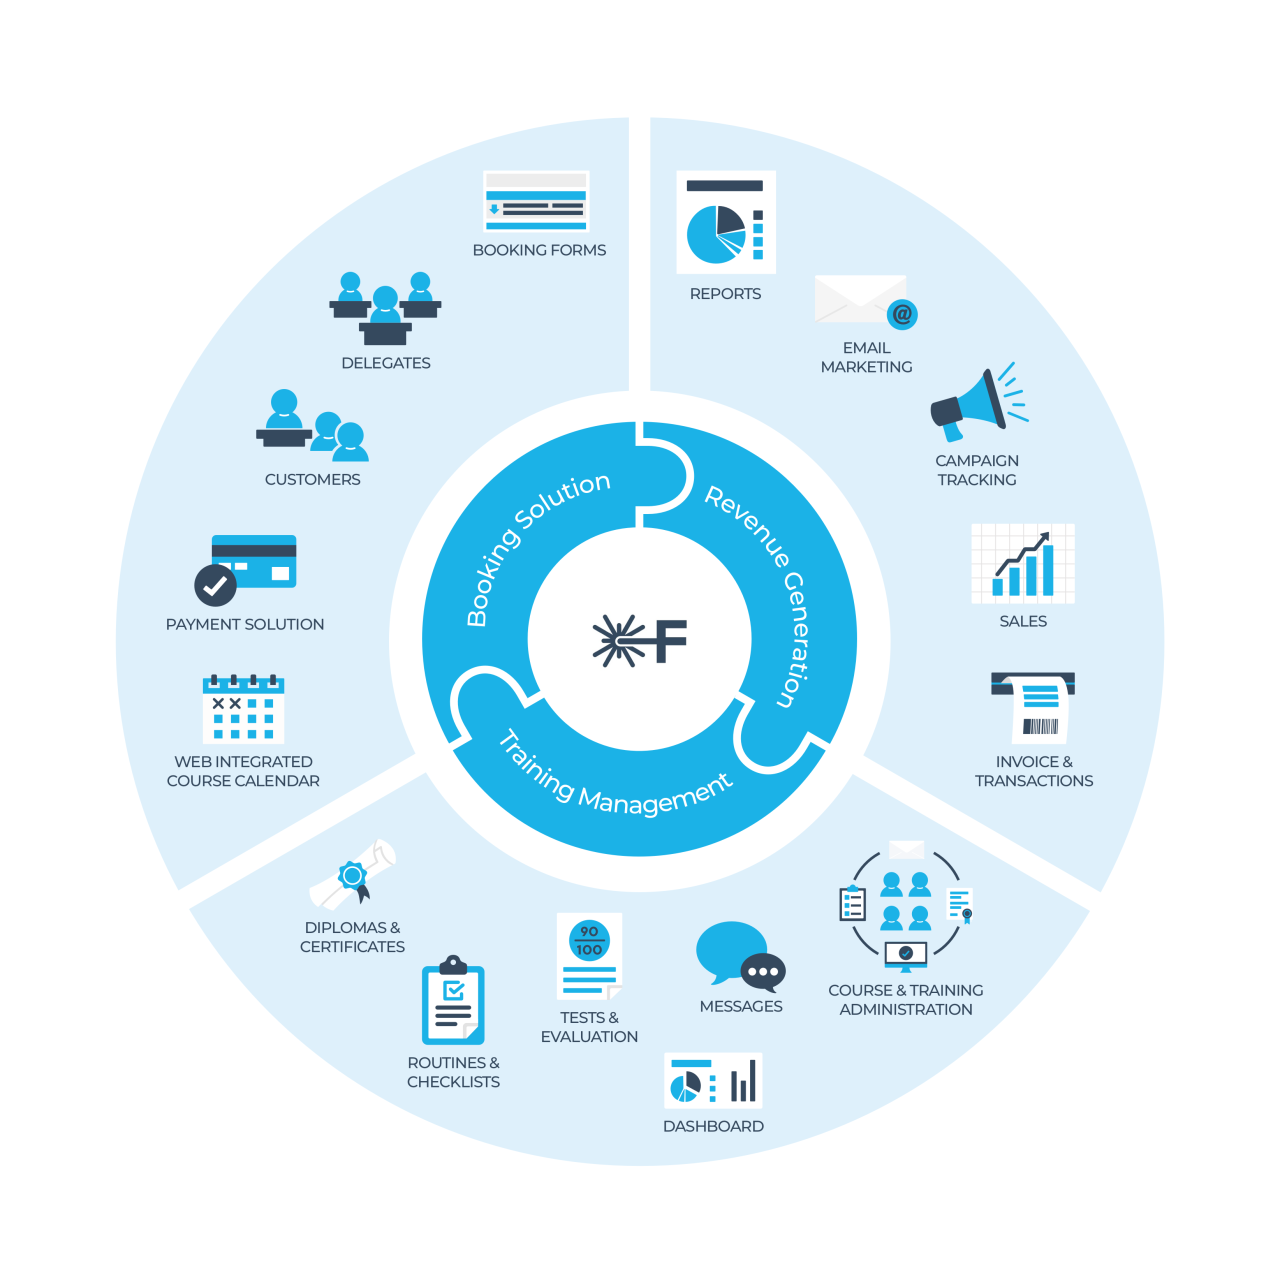 BOOKING FORMS
DELEGATES
CUSTOMERS
PAYMENT SOLUTION
WEB INTEGRATED
COURSE CALENDAR
REPORTS
@
EMAIL
MARKETING
CAMPAIGN
TRACKING
SALES
INVOICE &
TRANSACTIONS
Booking Solution
Revenue Generation
Training Management
F
DIPLOMAS &
CERTIFICATES
ROUTINES &
CHECKLISTS
90
100
TESTS &
EVALUATION
MESSAGES
DASHBOARD
COURSE & TRAINING
ADMINISTRATION